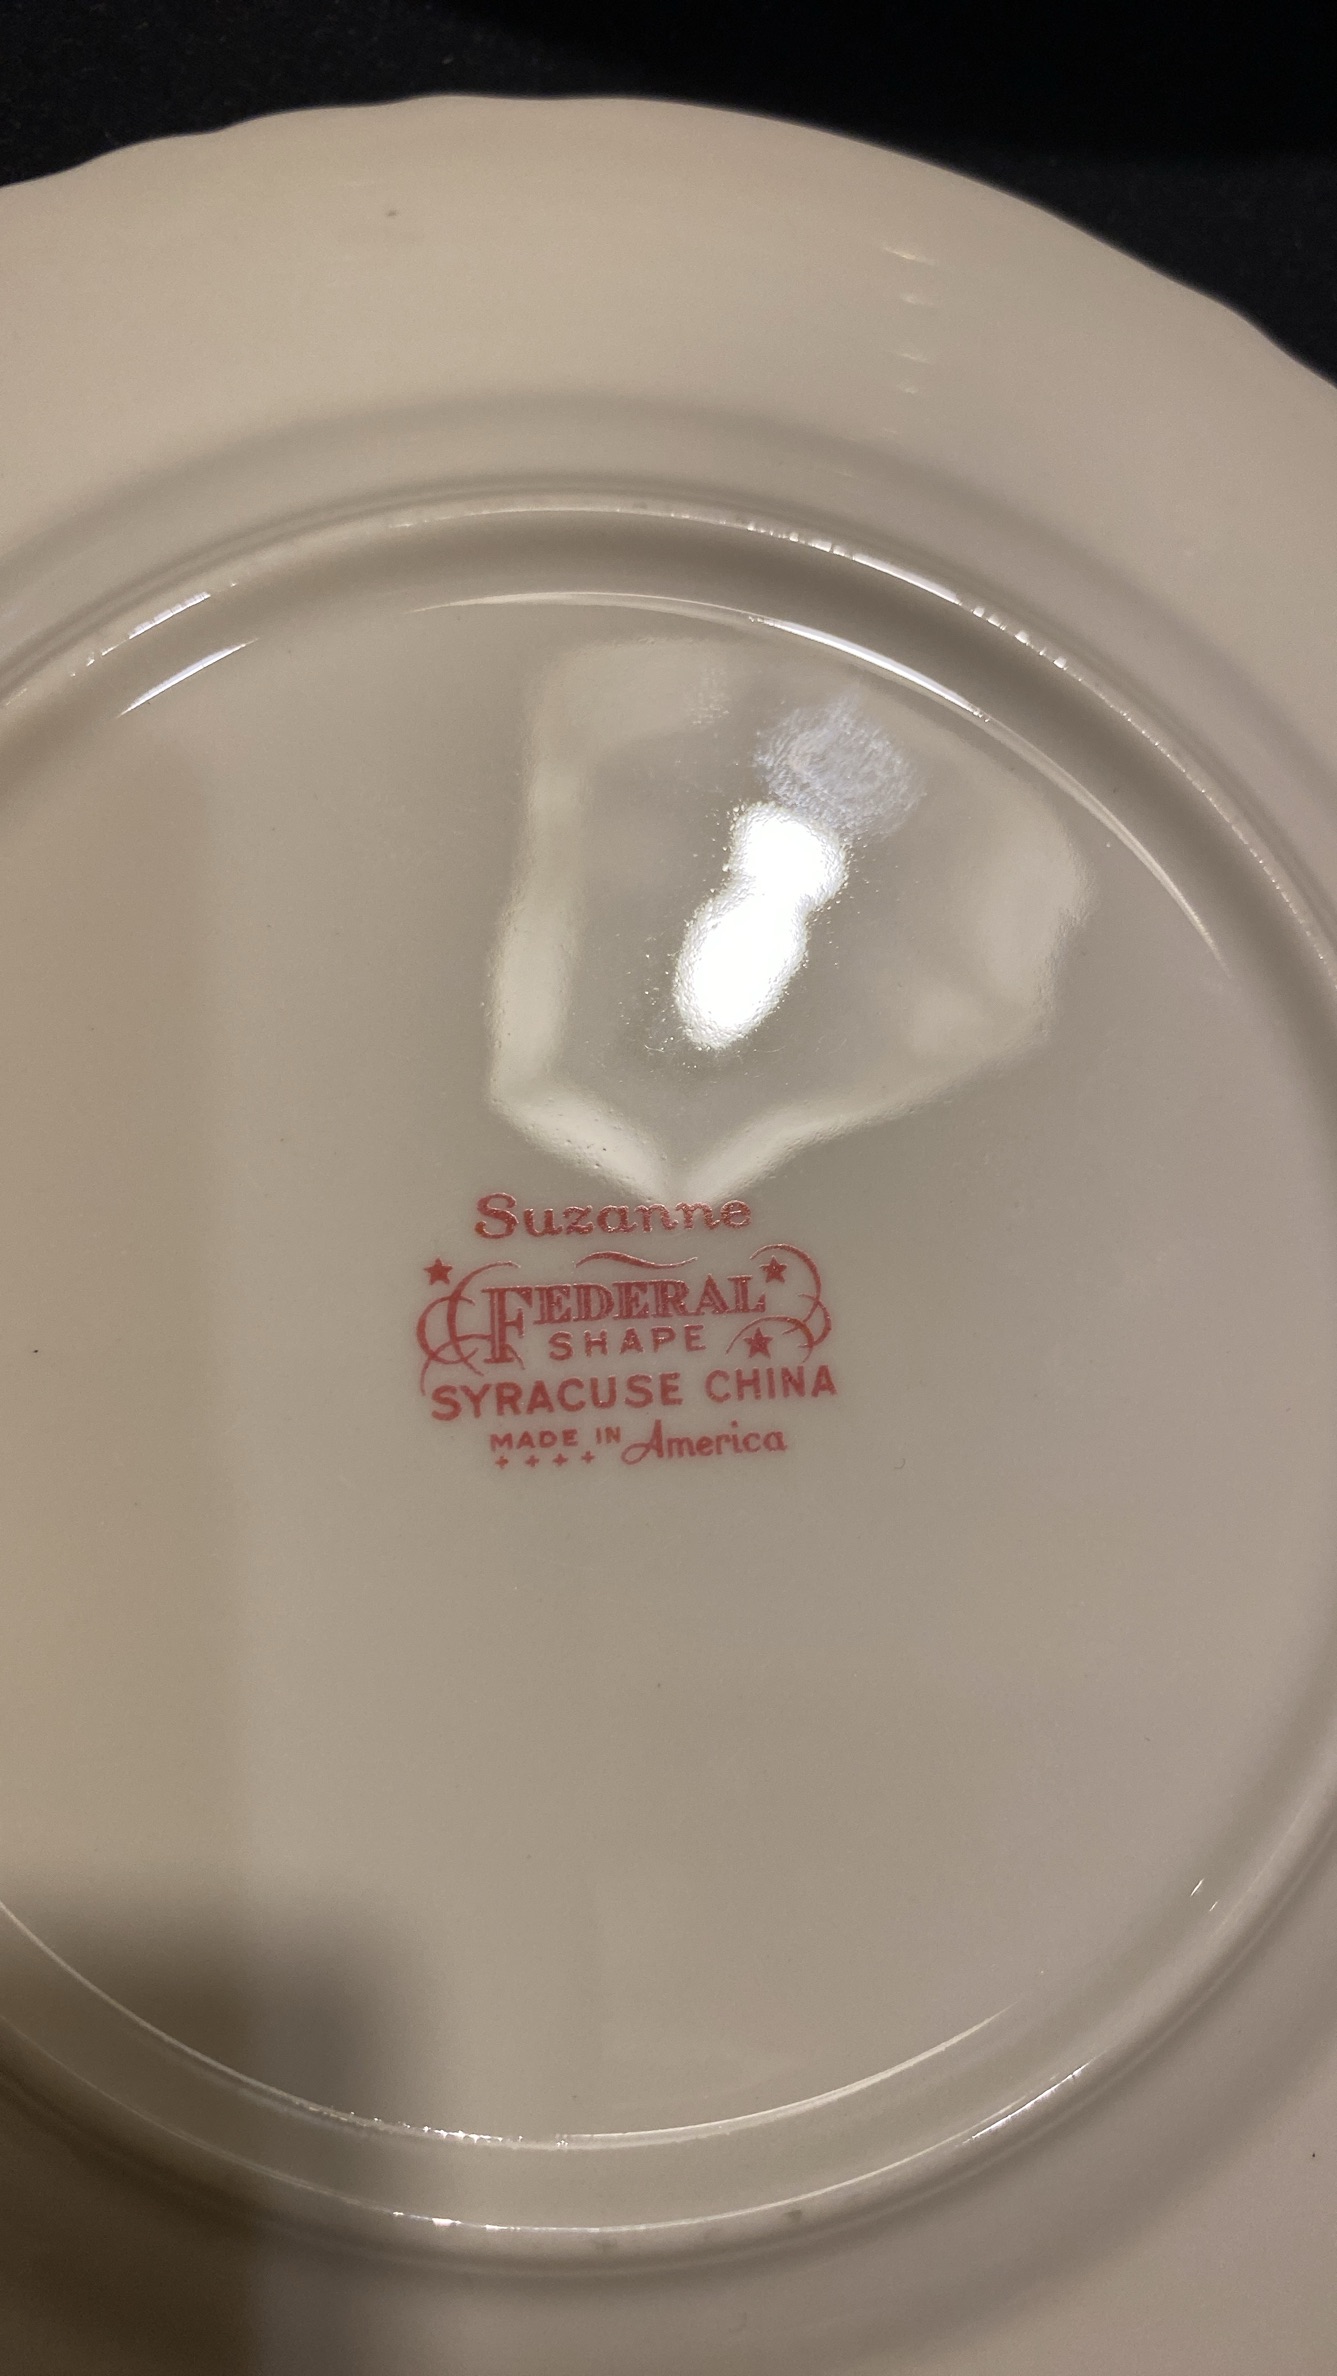 Suzanne
FEDERAL
SHAPE
SYRACUSE CHINA
MADE IN America